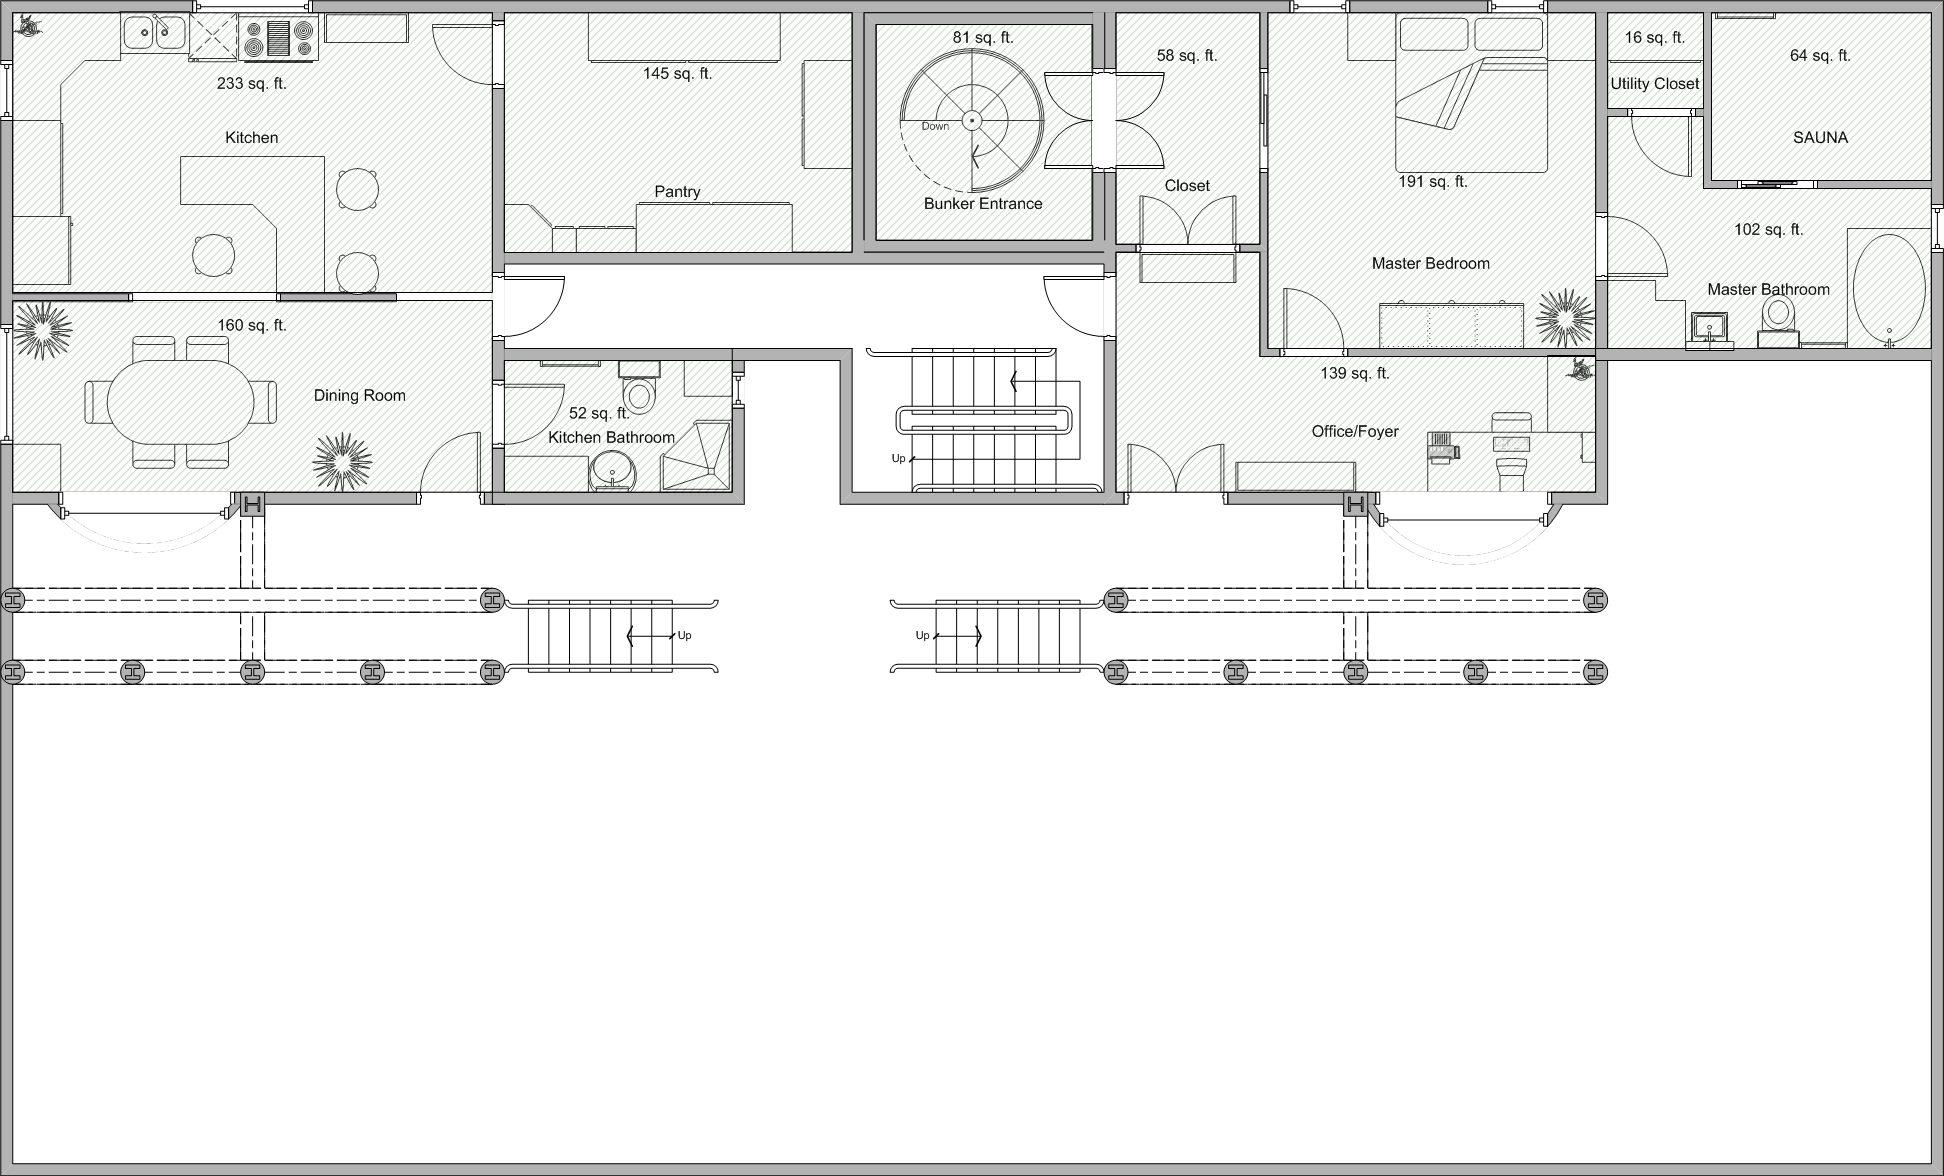 81 sq. ft.
16 sq. ft.
58 sq. ft.
64 sq. ft.
145 sq. ft.
233 sq. ft.
Utility Closet
Down
Kitchen
SAUNA
191 sq. ft.
Closet
Pantry
Bunker Entrance
102 sq. ft.
Master Bedroom
Master Bathroom
160 sq. ft.
139 sq. ft.
Dining Room
52 sq. ft.
Kitchen Bathroom
Office/Foyer
Up
Up
Up